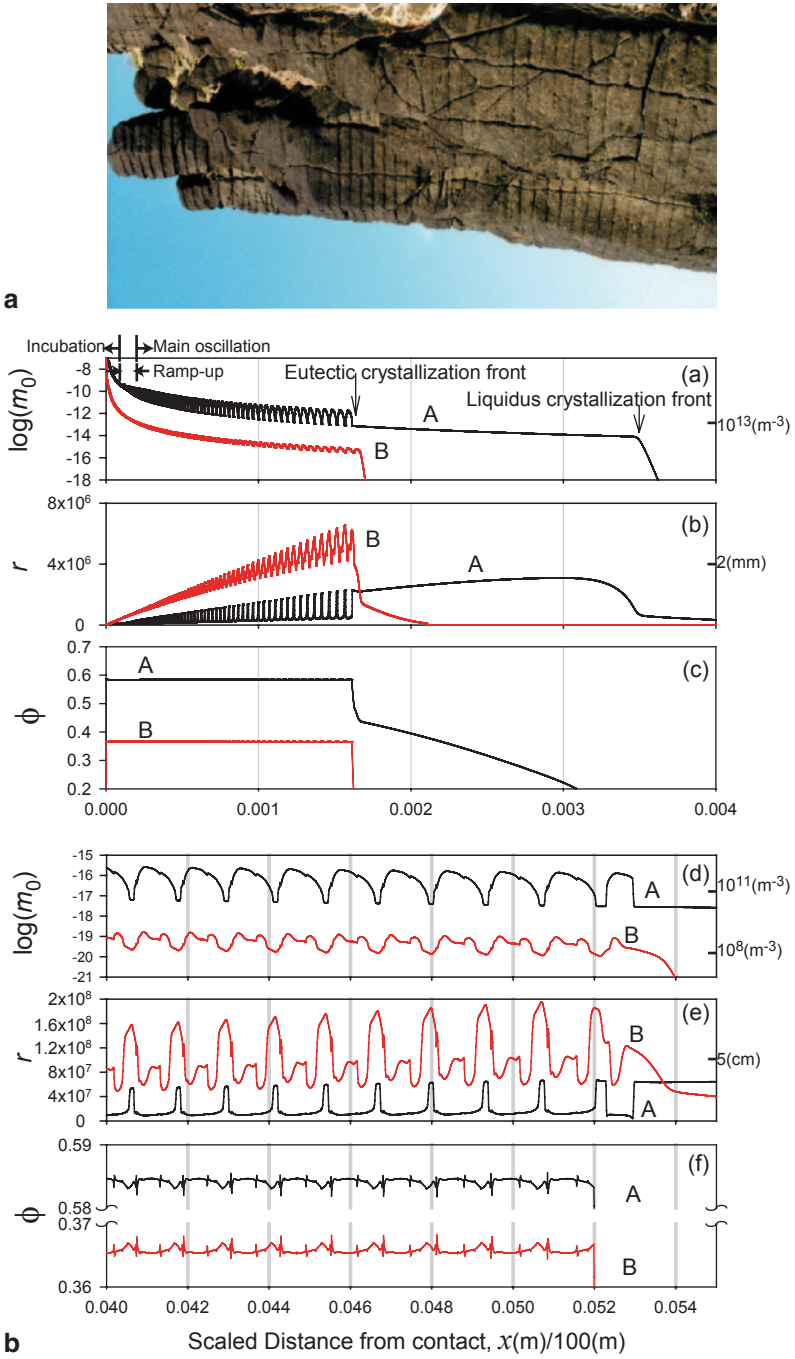 a
Incubation
Main oscillation
Ramp-up
Eutectic crystallization front
Liquidus crystallization front
(a)
log(m0)
-8
-10
-12
-14
-16
-18
A
B
10^13(m-3)
(b)
r
8x10^6
4x10^6
0
B
A
2(mm)
(c)
ϕ
0.7
0.6
0.5
0.4
0.3
0.2
A
B
0.000 0.001 0.002 0.003 0.004
(d)
log(m0)
-15
-16
-17
-18
-19
-20
-21
A
B
10^11(m-3)
10^8(m-3)
(e)
r
2x10^8
1.6x10^8
1.2x10^8
8x10^7
4x10^7
0
B
A
5(cm)
(f)
ϕ
0.59
0.58
0.37
0.36
A
B
0.040 0.042 0.044 0.046 0.048 0.050 0.052 0.054
b
Scaled Distance from contact, x(m)/100(m)